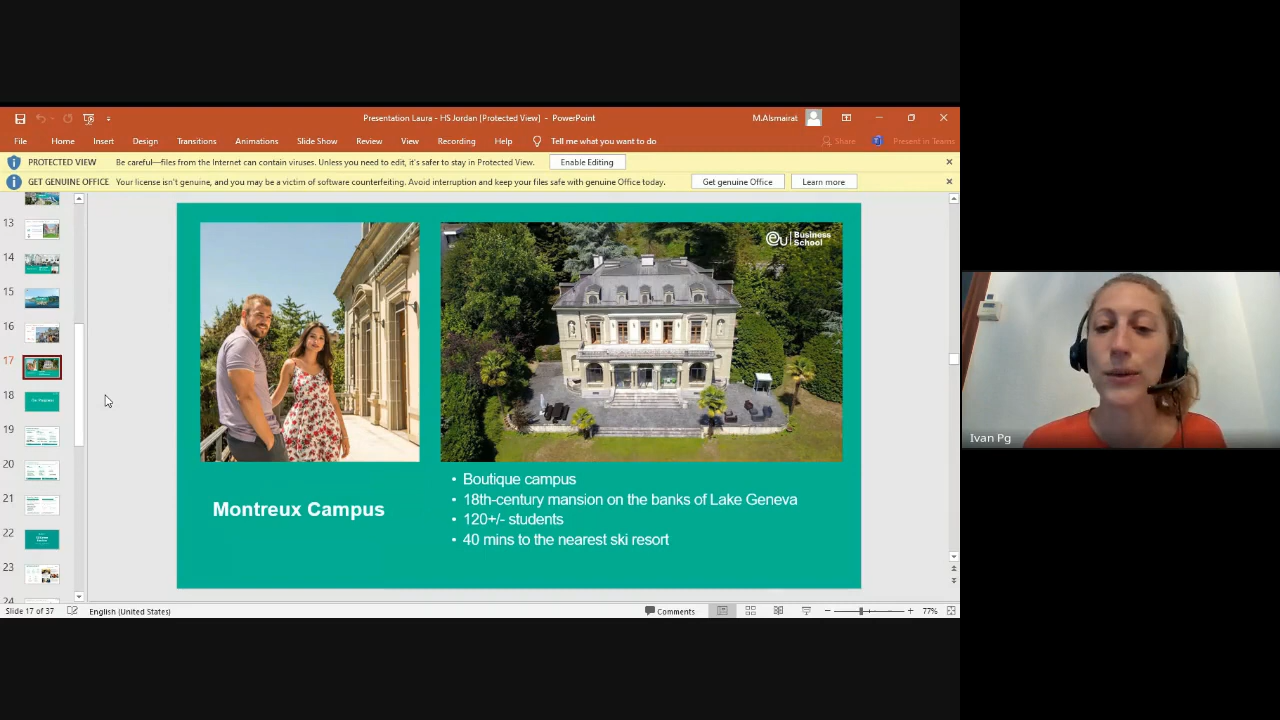 Presentation Laura - HS Jordan [Protected View] - PowerPoint
M.Alsmairat
File Home Insert Design Transitions Animations Slide Show Review View Recording Help Tell me what you want to do Share Present in Teams
PROTECTED VIEW Be careful—files from the Internet can contain viruses. Unless you need to edit, it's safer to stay in Protected View. Enable Editing
GET GENUINE OFFICE Your license isn't genuine, and you may be a victim of software counterfeiting. Avoid interruption and keep your files safe with genuine Office today. Get genuine Office Learn more
13
14
15
16
17
18
19
20
21
22
23
24
eu Business School
Montreux Campus
• Boutique campus
• 18th-century mansion on the banks of Lake Geneva
• 120+/- students
• 40 mins to the nearest ski resort
Ivan Pg
Slide 17 of 37 English (United States) Comments 77%